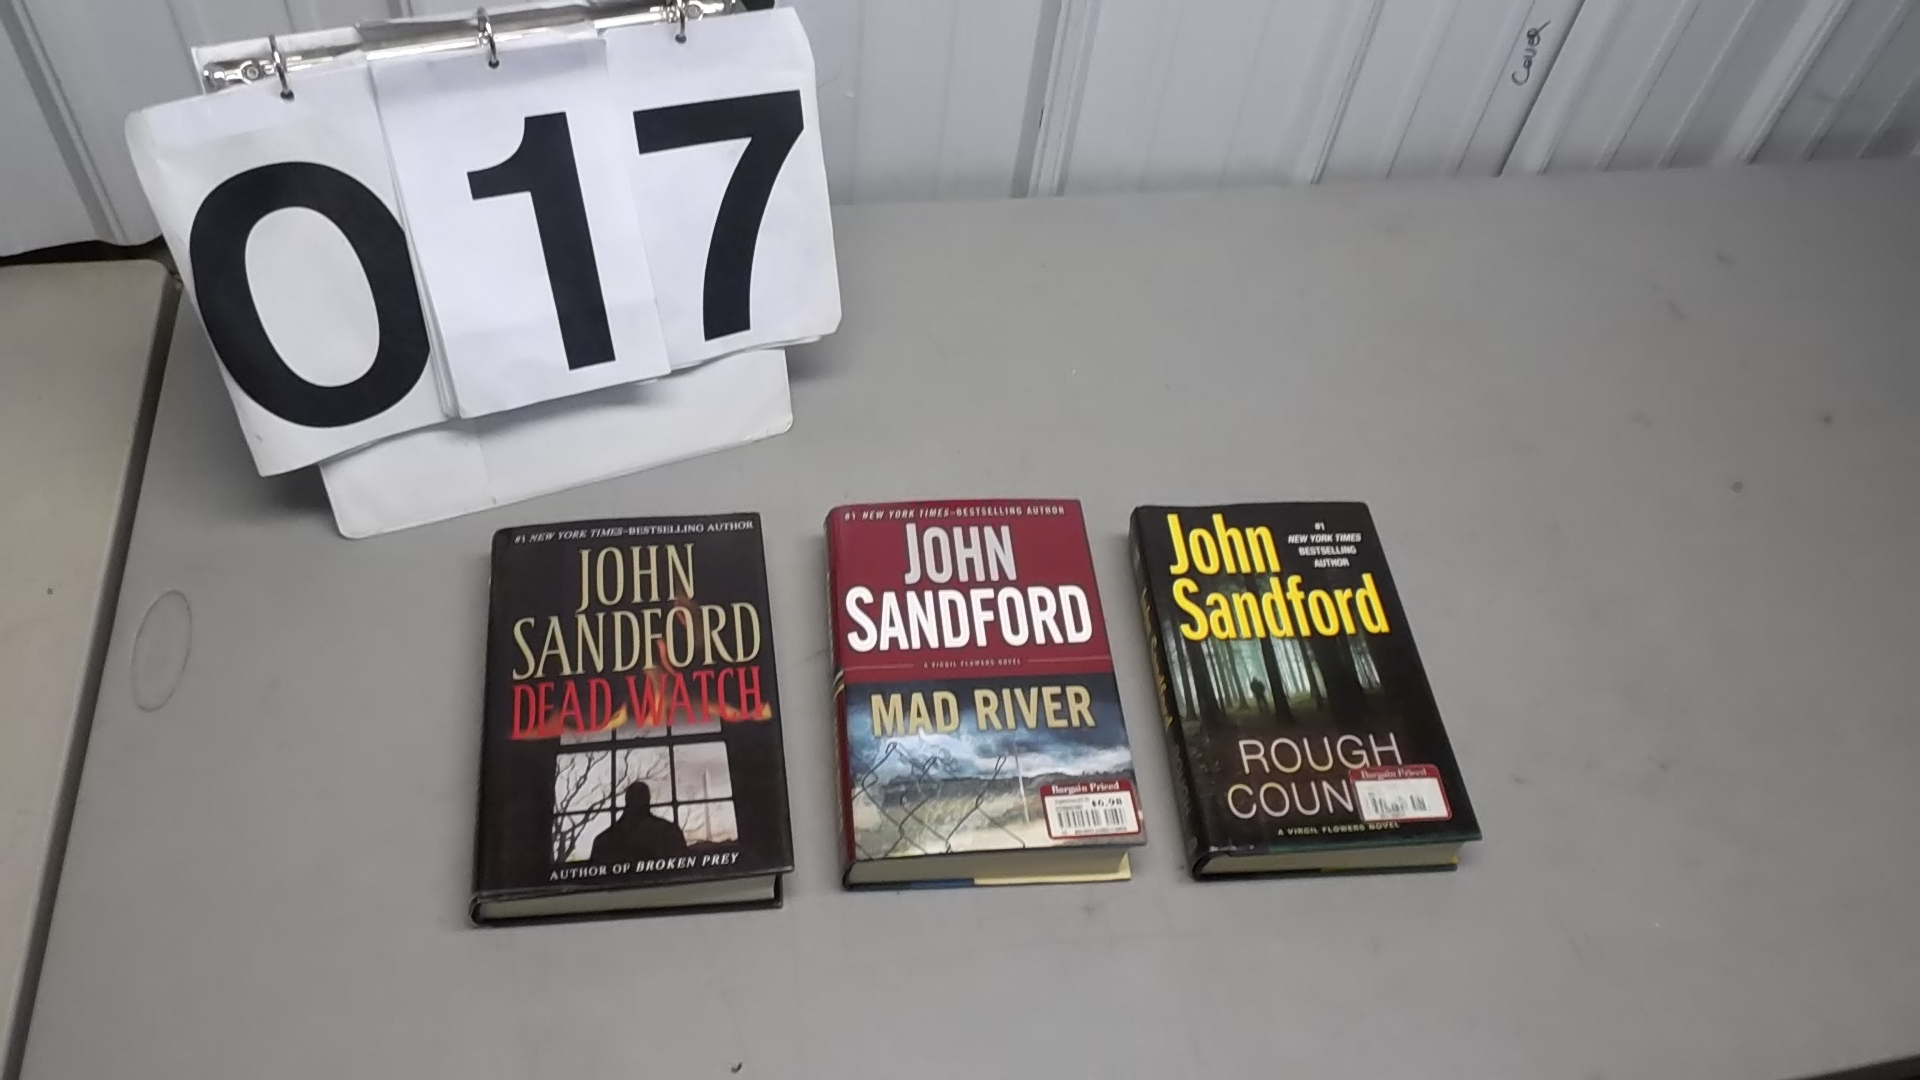 Cover
017
#1 NEW YORK TIMES–BESTSELLING AUTHOR
JOHN
SANDFORD
DEAD WATCH
AUTHOR OF BROKEN PREY
#1 NEW YORK TIMES–BESTSELLING AUTHOR
JOHN
SANDFORD
A VIRGIL FLOWERS NOVEL
MAD RIVER
Bargain Priced
$6.98
John
Sandford
#1
NEW YORK TIMES
BESTSELLING
AUTHOR
ROUGH
COUN
Bargain Priced
A VIRGIL FLOWERS NOVEL